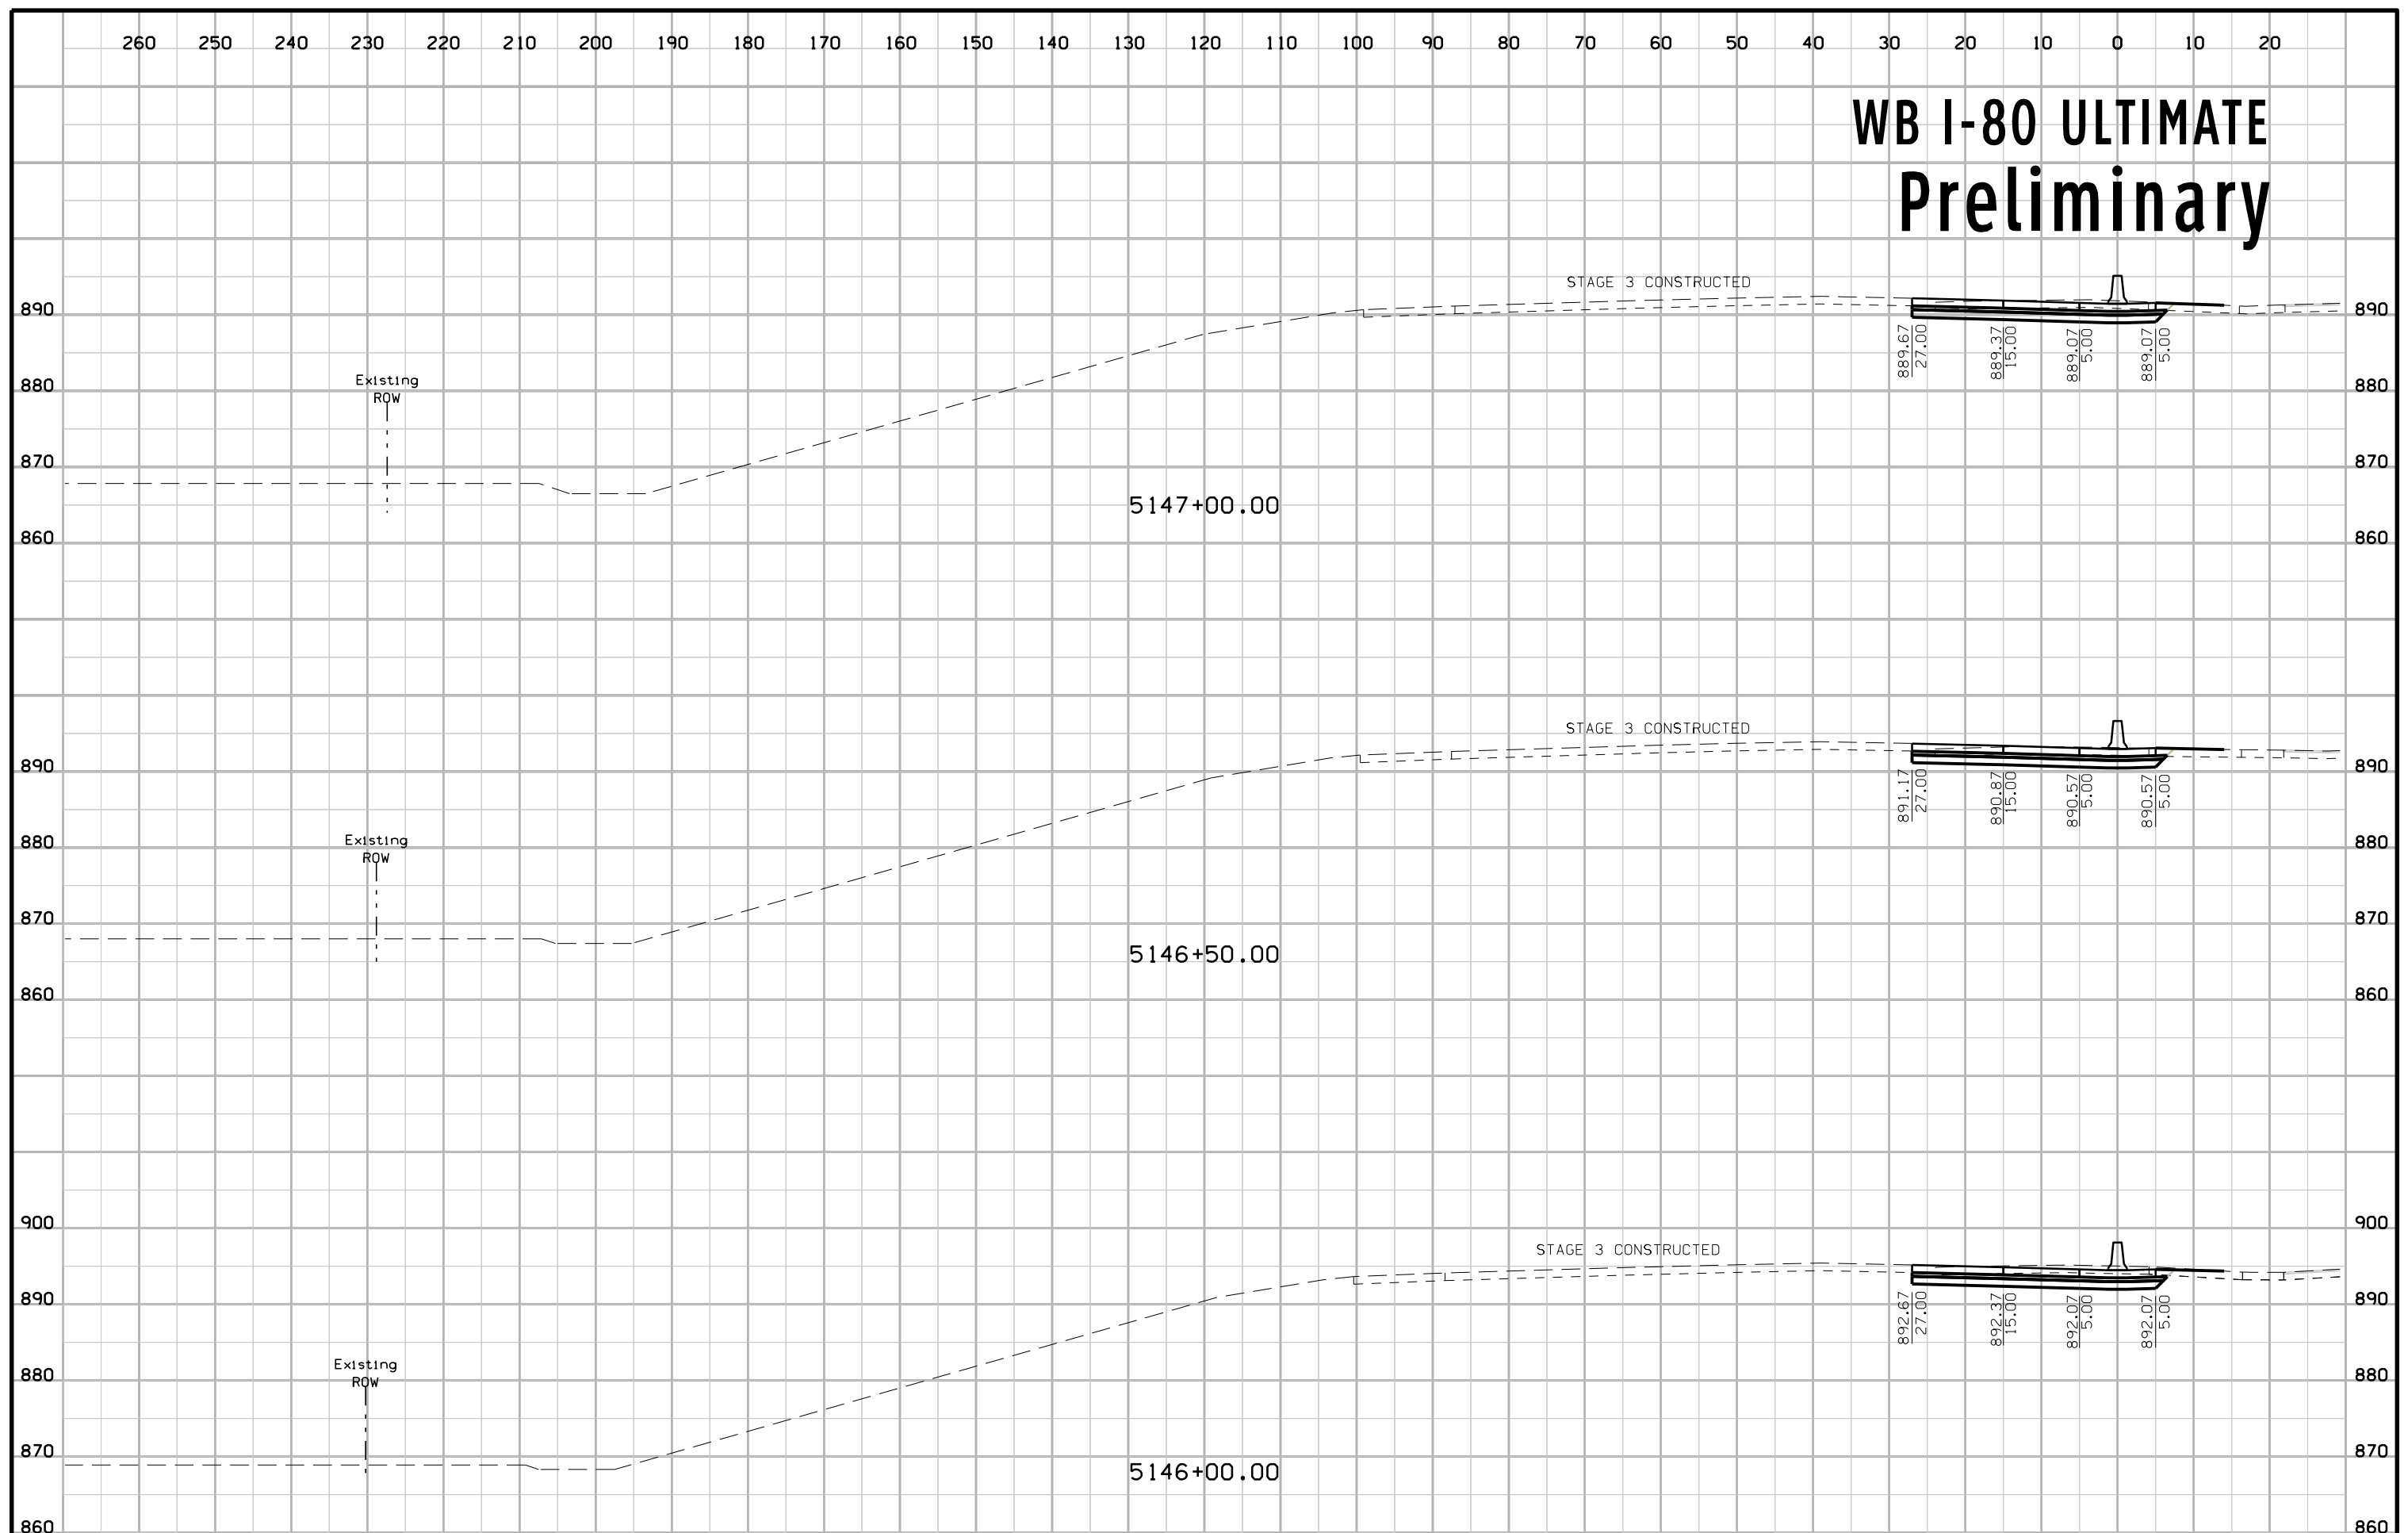 260 250 240 230 220 210 200 190 180 170 160 150 140 130 120 110 100 90 80 70 60 50 40 30 20 10 0 10 20
WB I-80 ULTIMATE
Preliminary
STAGE 3 CONSTRUCTED
890 890
889.67 27.00 889.37 15.00 889.07 5.00 889.07 5.00
Existing
ROW
880 880
870 870
5147+00.00
860 860
STAGE 3 CONSTRUCTED
890 890
891.17 27.00 890.87 15.00 890.57 5.00 890.57 5.00
Existing
ROW
880 880
870 870
5146+50.00
860 860
900 900
STAGE 3 CONSTRUCTED
890 890
892.67 27.00 892.37 15.00 892.07 5.00 892.07 5.00
Existing
ROW
880 880
870 870
5146+00.00
860 860